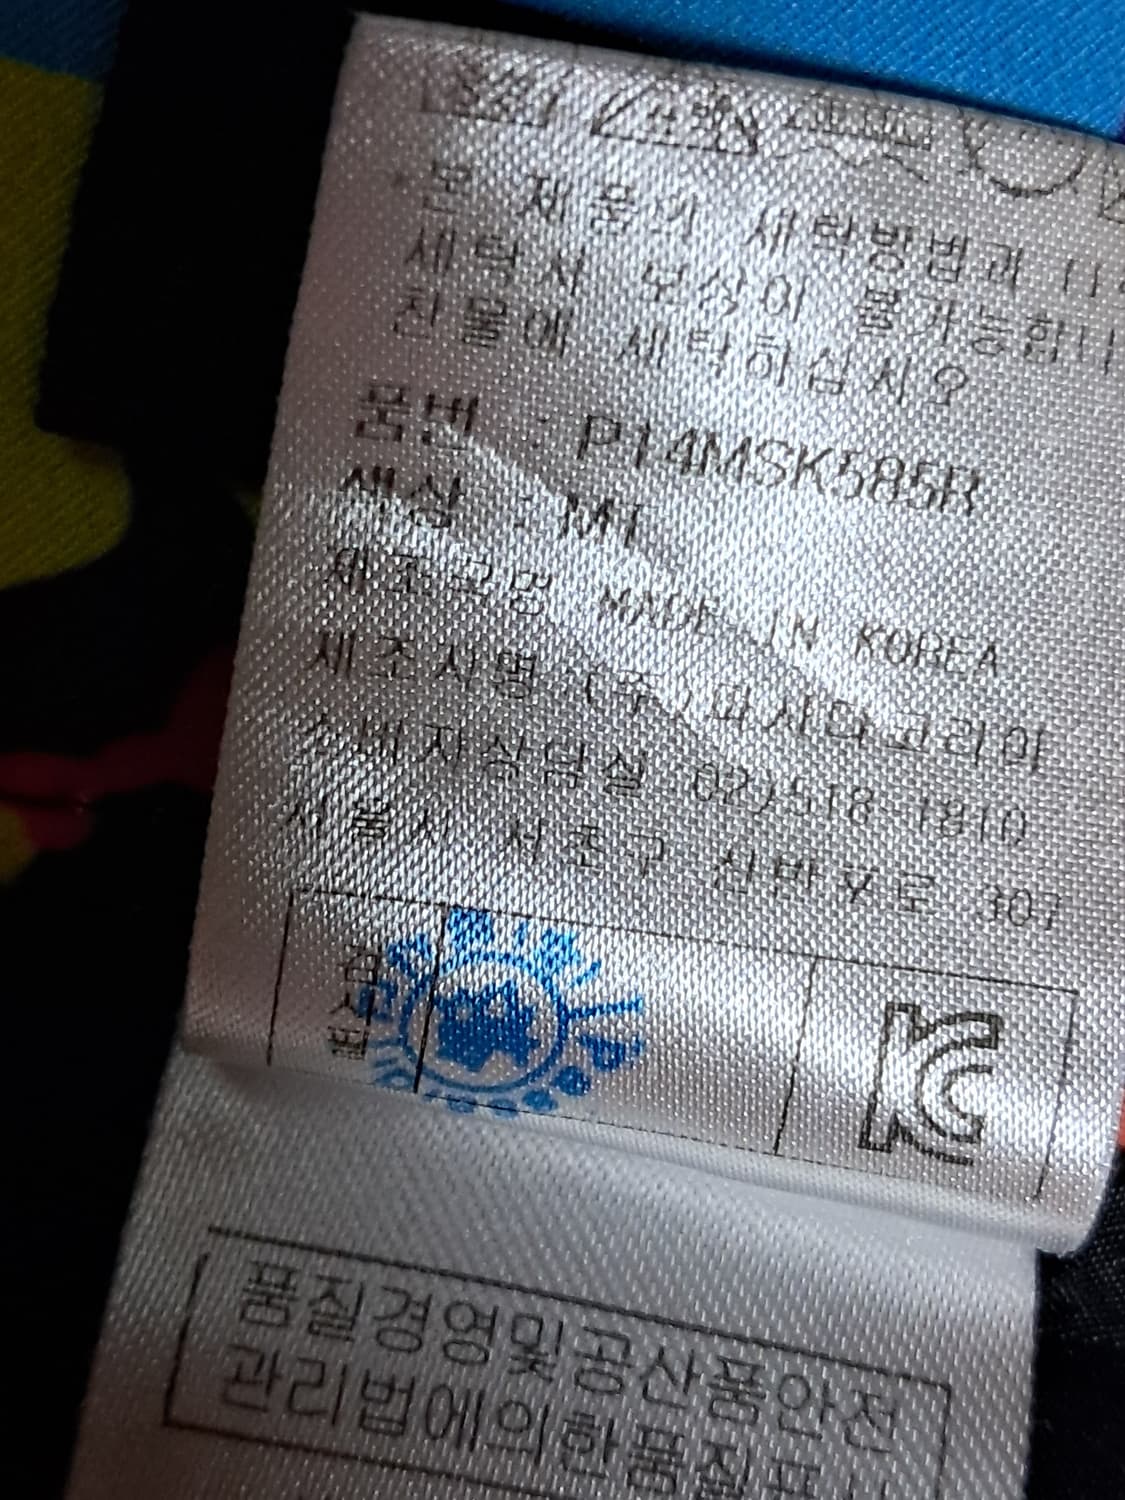 본 제품의 세탁방법과 다
세탁시 보상이 불가능합니
찬물에 세탁하십시오
품번 : P14MSK585R
색상 : M1
제조국명 MADE IN KOREA
제조사명 (주)파사디코리아
소비자상담실 02)518-1810
서울시 서초구 신반포로 307
검사필
품질경영및공산품안전
관리법에의한품질표시